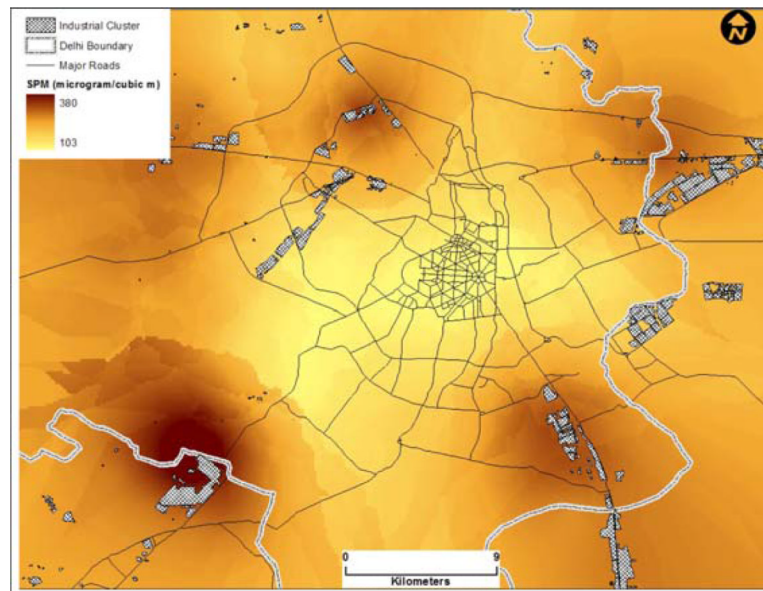 Industrial Cluster
Delhi Boundary
Major Roads
SPM (microgram/cubic m)
380
103
N
0 9
Kilometers